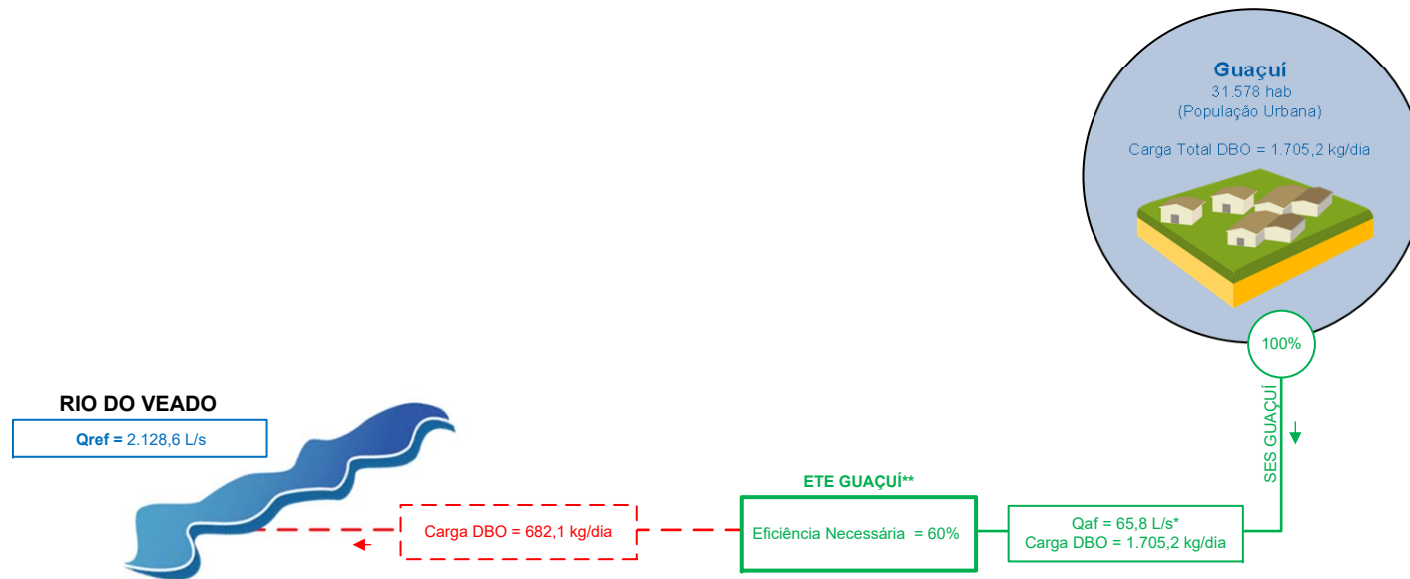 Guaçuí
31.578 hab
(População Urbana)
Carga Total DBO = 1.705,2 kg/dia
100%
SES GUAÇUÍ
RIO DO VEADO
Qref = 2.128,6 L/s
Carga DBO = 682,1 kg/dia
ETE GUAÇUÍ**
Eficiência Necessária = 60%
Qaf = 65,8 L/s*
Carga DBO = 1.705,2 kg/dia